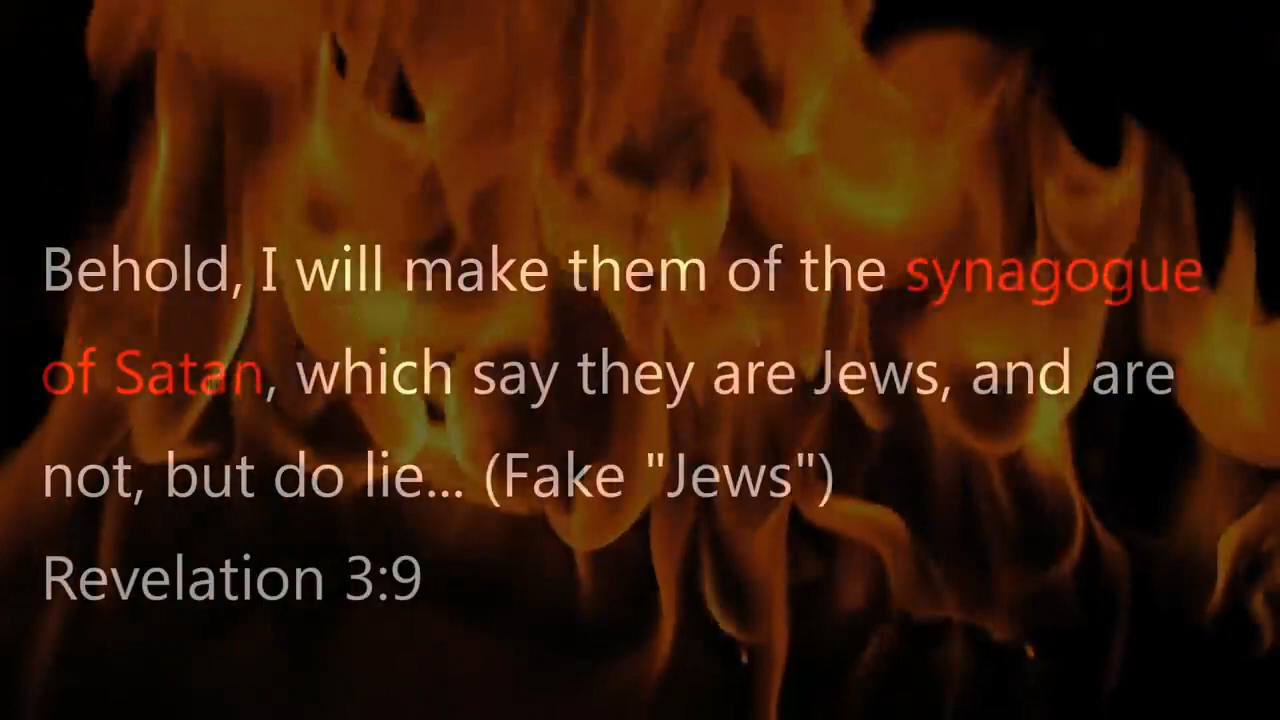 Behold, I will make them of the synagogue
of Satan, which say they are Jews, and are
not, but do lie... (Fake "Jews")
Revelation 3:9